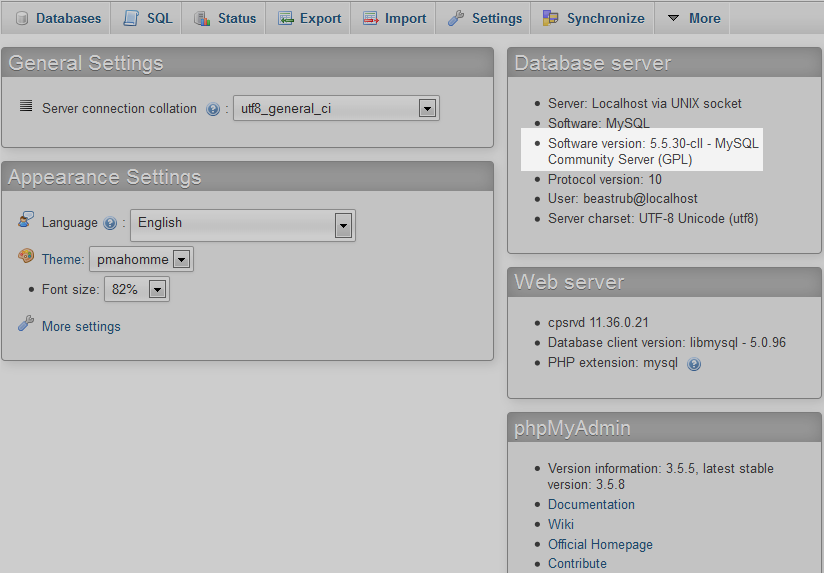 Databases SQL Status Export Import Settings Synchronize More
General Settings
Server connection collation : utf8_general_ci
Appearance Settings
Language : English
Theme: pmahomme
Font size: 82%
More settings
Database server
Server: Localhost via UNIX socket
Software: MySQL
Software version: 5.5.30-cll - MySQL
Community Server (GPL)
Protocol version: 10
User: beastrub@localhost
Server charset: UTF-8 Unicode (utf8)
Web server
cpsrvd 11.36.0.21
Database client version: libmysql - 5.0.96
PHP extension: mysql
phpMyAdmin
Version information: 3.5.5, latest stable
version: 3.5.8
Documentation
Wiki
Official Homepage
Contribute